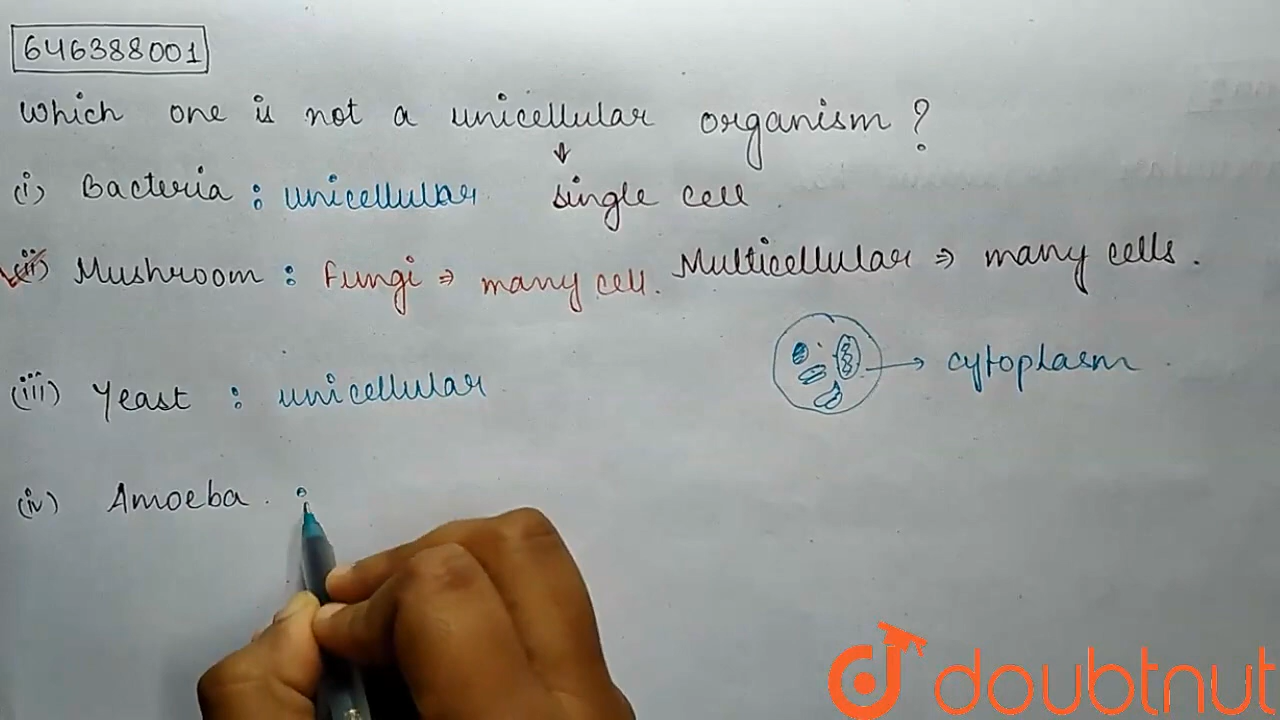 646388001
Which one is not a unicellular organism ?
↓
(i) Bacteria : unicellular single cell
(ii) Mushroom : Fungi ⇒ many cell. Multicellular ⇒ many cells.
→ cytoplasm
(iii) Yeast : unicellular
(iv) Amoeba :
doubtnut